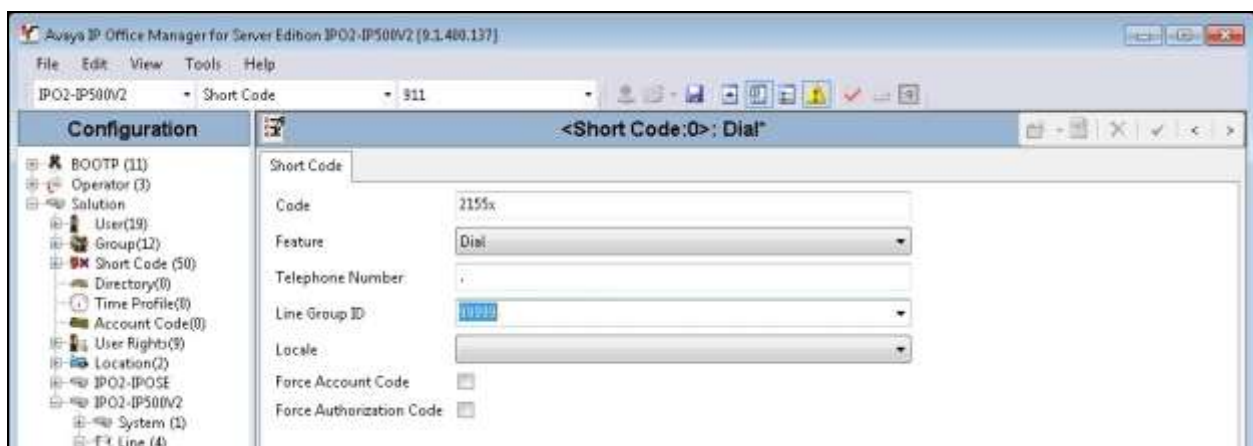 Avaya IP Office Manager for Server Edition IPO2-IP500V2 [9.1.400.137]
File Edit View Tools Help
IPO2-IP500V2 Short Code 911
Configuration
<Short Code:0>: Dial*
BOOTP (11)
Operator (3)
Solution
User(19)
Group(12)
Short Code (50)
Directory(0)
Time Profile(0)
Account Code(0)
User Rights(9)
Location(2)
IPO2-IPOSE
IPO2-IP500V2
System (1)
Line (4)
Short Code
Code 2155x
Feature Dial
Telephone Number .
Line Group ID
Locale
Force Account Code
Force Authorization Code